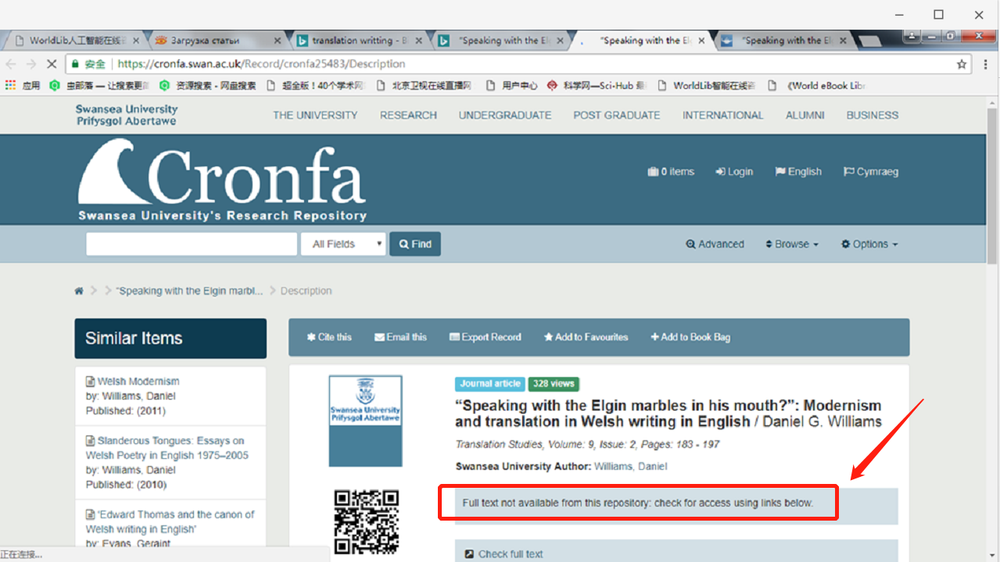 WorldLib人工智能在线
Загрузка статьи
translation writting - B
"Speaking with the El
"Speaking with the El
"Speaking with the El
安全 https://cronfa.swan.ac.uk/Record/cronfa25483/Description
应用
虫部落 — 让搜索更
资源搜索 - 网盘搜索
超全版！40个学术网
北京卫视在线直播网
用户中心
科学网—Sci-Hub 最
WorldLib智能在线
《World eBook Libr
Swansea University
Prifysgol Abertawe
THE UNIVERSITY RESEARCH UNDERGRADUATE POST GRADUATE INTERNATIONAL ALUMNI BUSINESS
Cronfa
Swansea University's Research Repository
0 items Login English Cymraeg
All Fields Find Advanced Browse Options
"Speaking with the Elgin marbl... Description
Similar Items
Welsh Modernism
by: Williams, Daniel
Published: (2011)
Slanderous Tongues: Essays on
Welsh Poetry in English 1975–2005
by: Williams, Daniel
Published: (2010)
'Edward Thomas and the canon of
Welsh writing in English'
by: Evans, Geraint
Cite this Email this Export Record Add to Favourites Add to Book Bag
Swansea University
Prifysgol Abertawe
Journal article 328 views
“Speaking with the Elgin marbles in his mouth?”: Modernism
and translation in Welsh writing in English / Daniel G. Williams
Translation Studies, Volume: 9, Issue: 2, Pages: 183 - 197
Swansea University Author: Williams, Daniel
Full text not available from this repository: check for access using links below.
Check full text
正在连接...